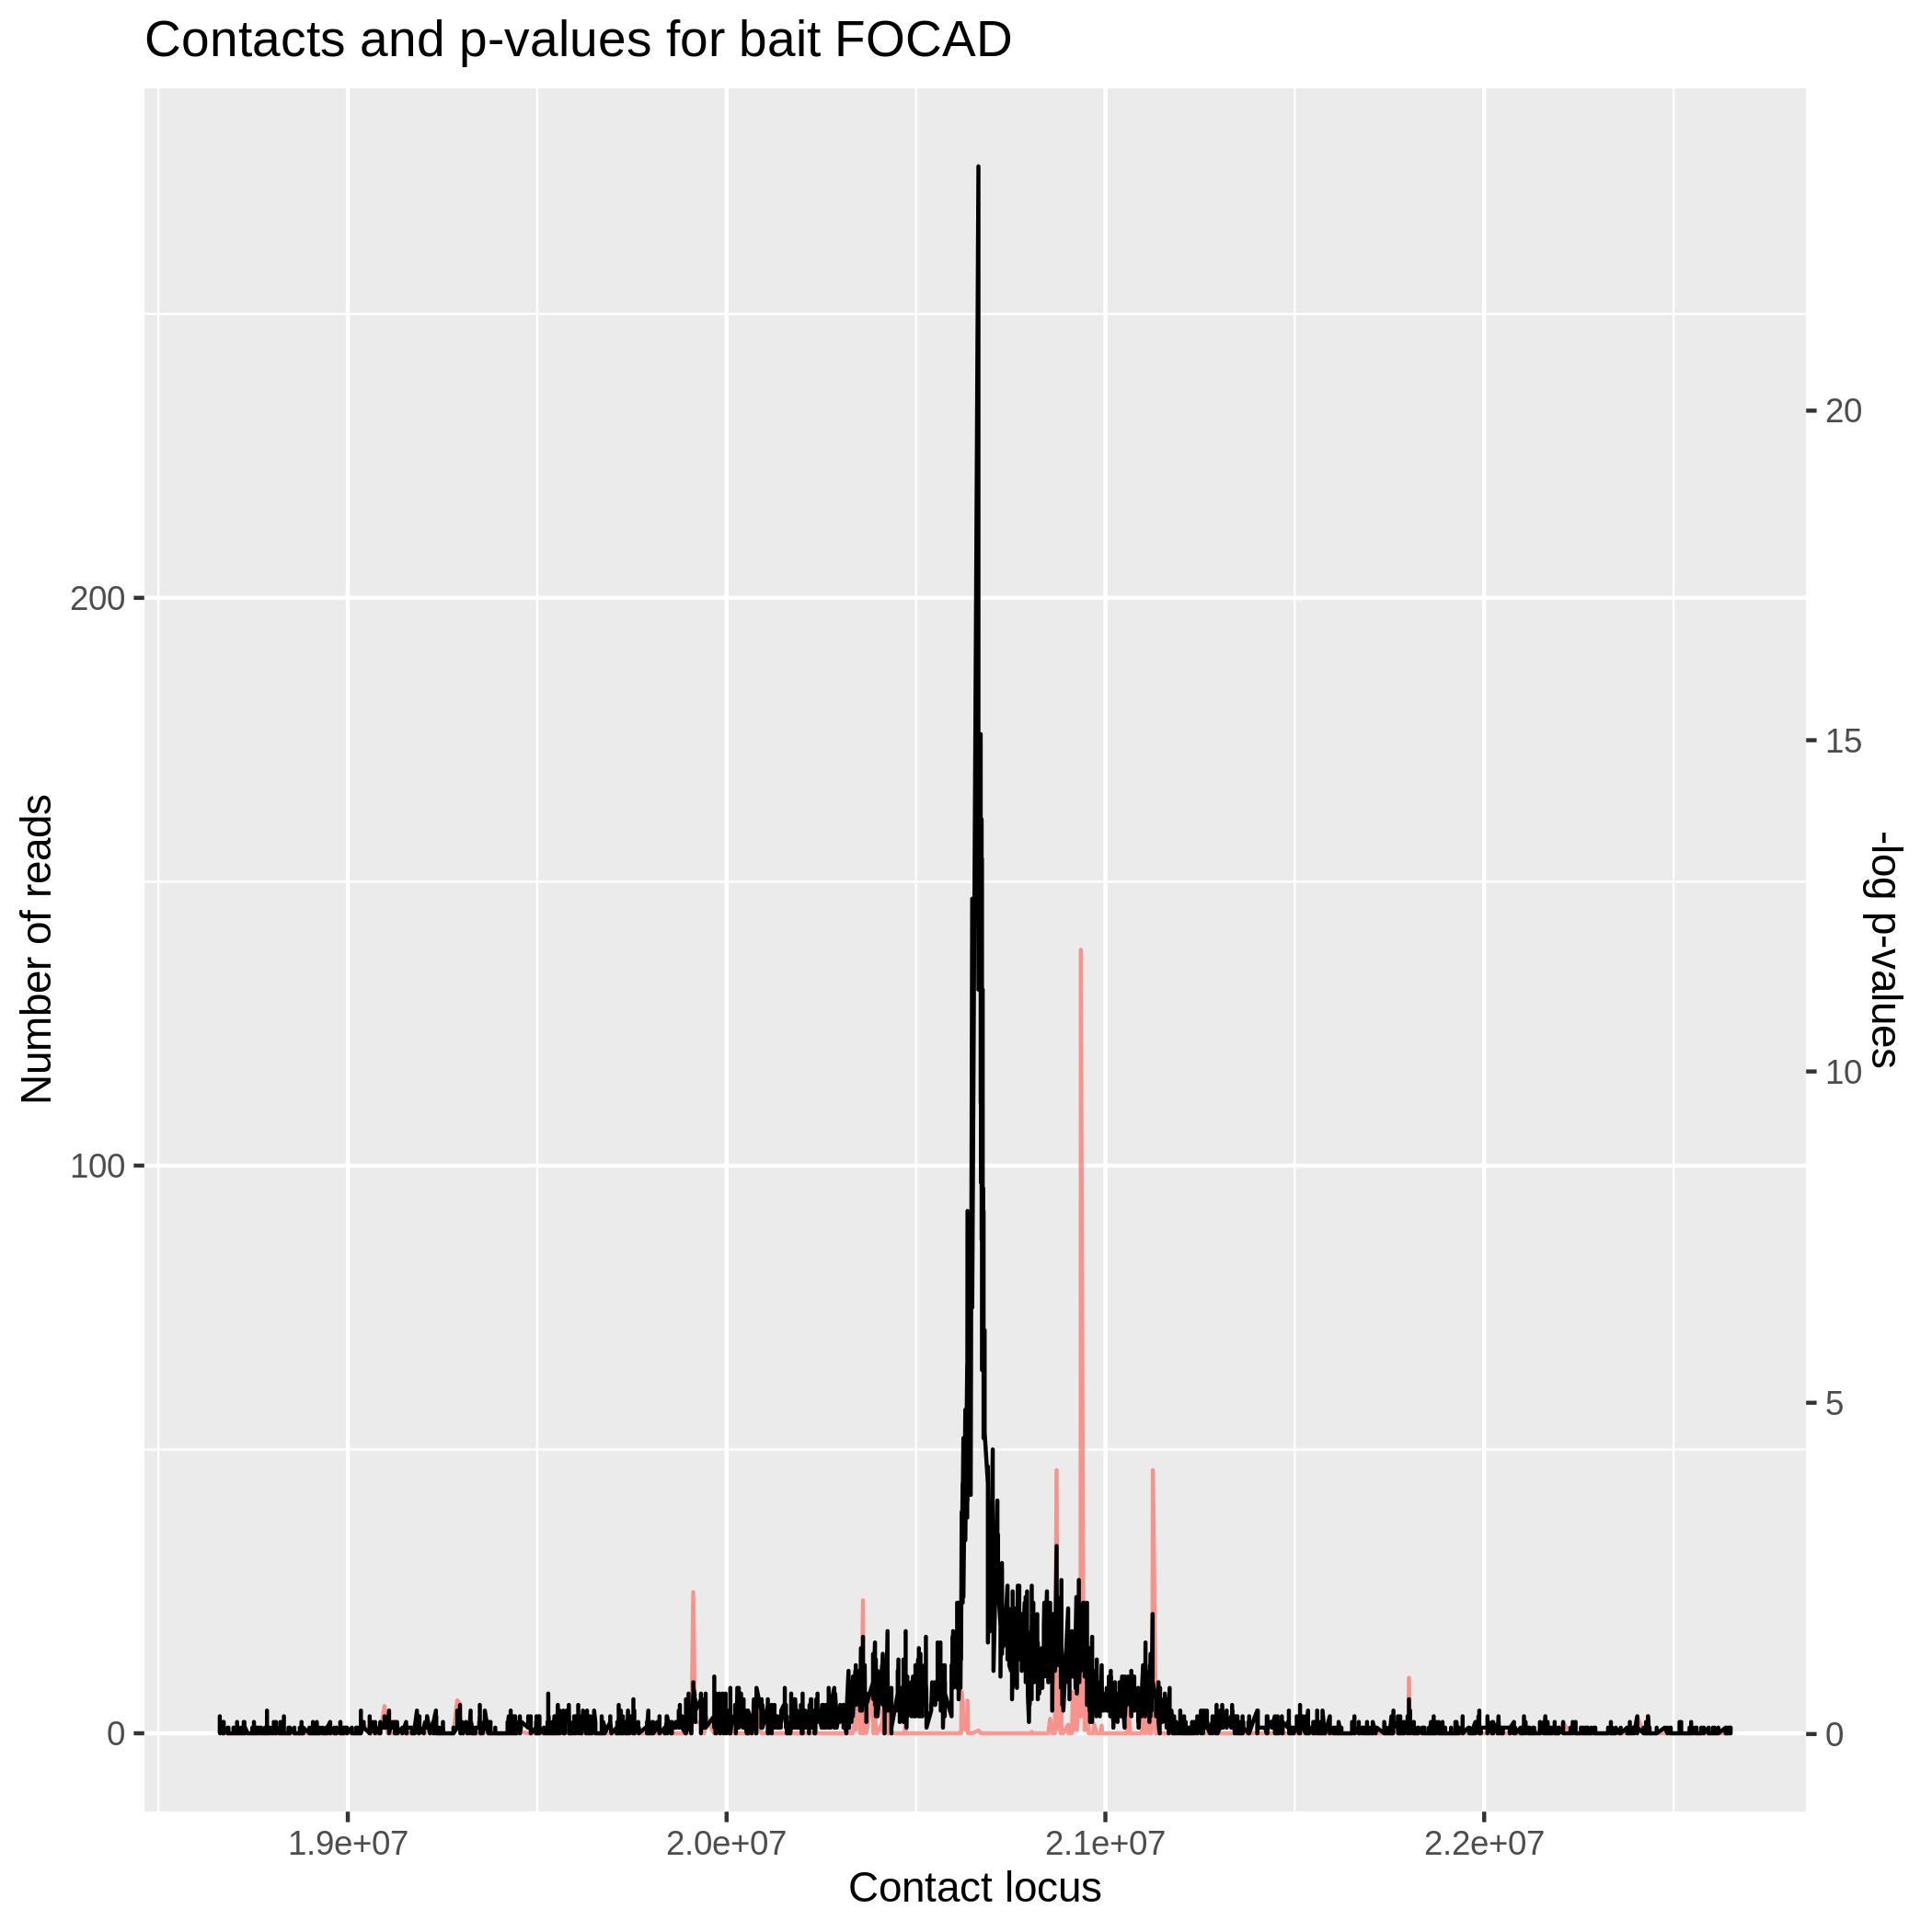 Contacts and p-values for bait FOCAD
Number of reads
200
100
0
20
15
10
5
0
-log p-values
1.9e+07
2.0e+07
2.1e+07
2.2e+07
Contact locus